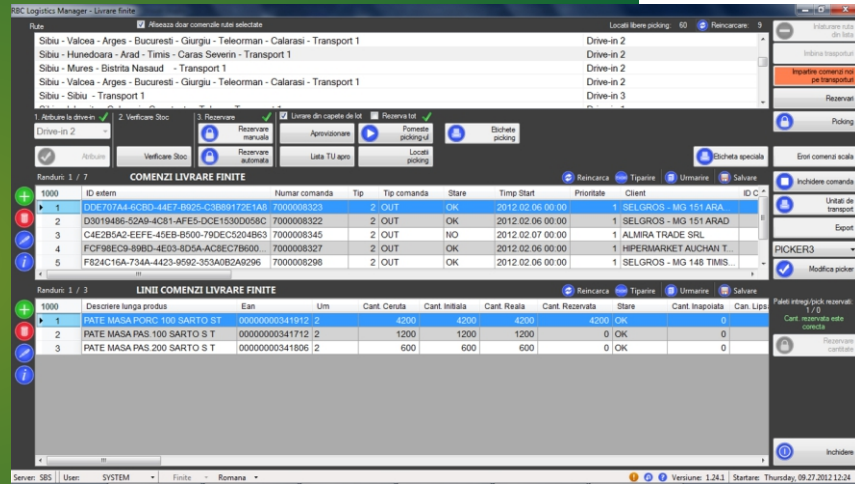 RBC Logistics Manager - Livrare finite
Rute
Afiseaza doar comenzile rutei selectate
Locatii libere picking: 60
Reincarcare: 9
Sibiu - Valcea - Arges - Bucuresti - Giurgiu - Teleorman - Calarasi - Transport 1 Drive-in 2
Sibiu - Hunedoara - Arad - Timis - Caras Severin - Transport 1 Drive-in 2
Sibiu - Mures - Bistrita Nasaud - Transport 1 Drive-in 2
Sibiu - Valcea - Arges - Bucuresti - Giurgiu - Teleorman - Calarasi - Transport 1 Drive-in 2
Sibiu - Sibiu - Transport 1 Drive-in 3
Inlaturare ruta din lista
Imbina trasporturi
Impartire comenzi noi pe transporturi
Rezervari
Picking
1. Atribuire la drive-in
2. Verificare Stoc
3. Rezervare
Livrare din capete de lot
Rezerva tot
Drive-in 2
Rezervare manuala
Aprovizionare
Porneste picking-ul
Etichete picking
Atribuire
Verificare Stoc
Rezervare automata
Lista TU apro
Locatii picking
Eticheta speciala
Erori comenzi scala
Randuri: 1 / 7
COMENZI LIVRARE FINITE
Reincarca
Tiparire
Urmarire
Salvare
Inchidere comanda
1000 ID extern Numar comanda Tip Tip comanda Stare Timp Start Prioritate Client ID C
1 DDE707A4-6CBD-44E7-B925-C3B89172E1A8 7000008323 2 OUT OK 2012.02.06 00:00 1 SELGROS - MG 151 ARA...
2 D3019486-52A9-4C81-AFE5-DCE1530D058C 7000008322 2 OUT OK 2012.02.06 00:00 1 SELGROS - MG 151 ARAD
3 C4E2B5A2-EEFE-45EB-B500-79DEC5204B63 7000008345 2 OUT NO 2012.02.07 00:00 1 ALMIRA TRADE SRL
4 FCF98EC9-89BD-4E03-8D5A-AC8EC7B600... 7000008327 2 OUT OK 2012.02.06 00:00 1 HIPERMARKET AUCHAN T...
5 F824C16A-734A-4423-9592-353A0B2A9296 7000008298 2 OUT OK 2012.02.06 00:00 1 SELGROS - MG 148 TIMIS...
Unitati de transport
Export
PICKER3
Modifica picker
Randuri: 1 / 3
LINII COMENZI LIVRARE FINITE
Reincarca
Tiparire
Urmarire
Salvare
1000 Descriere lunga produs Ean Um Cant. Ceruta Cant. Initiala Cant. Reala Cant. Rezervata Stare Cant. Inapoiata Can. Lips
1 PATE MASA PORC 100 SARTO ST 00000000341912 2 4200 4200 4200 4200 OK 0
2 PATE MASA PAS.100 SARTO S T 00000000341712 2 1200 1200 1200 0 OK 0
3 PATE MASA PAS.200 SARTO S T 00000000341806 2 600 600 600 0 OK 0
Paleti intregi/pick rezervati:
1 / 0
Cant. rezervata este corecta
Rezervare cantitate
Inchidere
Server: SBS User: SYSTEM Finite Romana Versiune: 1.24.1 Startare: Thursday, 09.27.2012 12:24